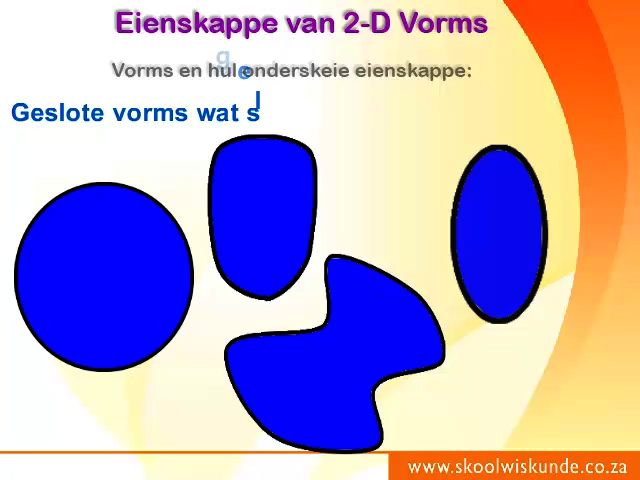 Eienskappe van 2-D Vorms
Vorms en hul onderskeie eienskappe:
Geslote vorms wat s
www.skoolwiskunde.co.za